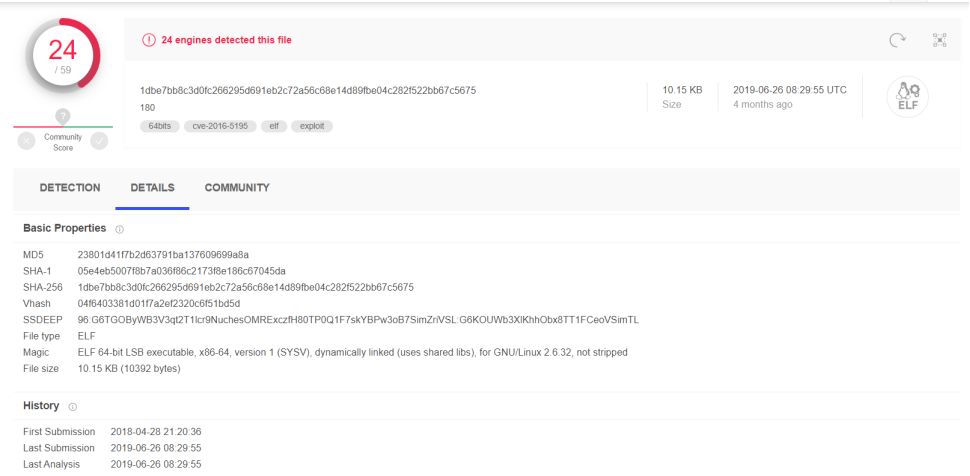 24
/ 59
24 engines detected this file
1dbe7bb8c3d0fc266295d691eb2c72a56c68e14d89fbe04c282f522bb67c5675
180
64bits cve-2016-5195 elf exploit
10.15 KB
Size
2019-06-26 08:29:55 UTC
4 months ago
ELF
?
Community
Score
DETECTION DETAILS COMMUNITY
Basic Properties
MD5 23801d41f7b2d63791ba137609699a8a
SHA-1 05e4eb5007f8b7a036f86c2173f8e186c67045da
SHA-256 1dbe7bb8c3d0fc266295d691eb2c72a56c68e14d89fbe04c282f522bb67c5675
Vhash 04f6403381d01f7a2ef2320c6f51bd5d
SSDEEP 96:G6TGOByWB3V3qt2T1lcr9NuchesOMRExczfH80TP0Q1F7skYBPw3oB7SimZriVSL:G6KOUWb3XlKhhObx8TT1FCeoVSimTL
File type ELF
Magic ELF 64-bit LSB executable, x86-64, version 1 (SYSV), dynamically linked (uses shared libs), for GNU/Linux 2.6.32, not stripped
File size 10.15 KB (10392 bytes)
History
First Submission 2018-04-28 21:20:36
Last Submission 2019-06-26 08:29:55
Last Analysis 2019-06-26 08:29:55